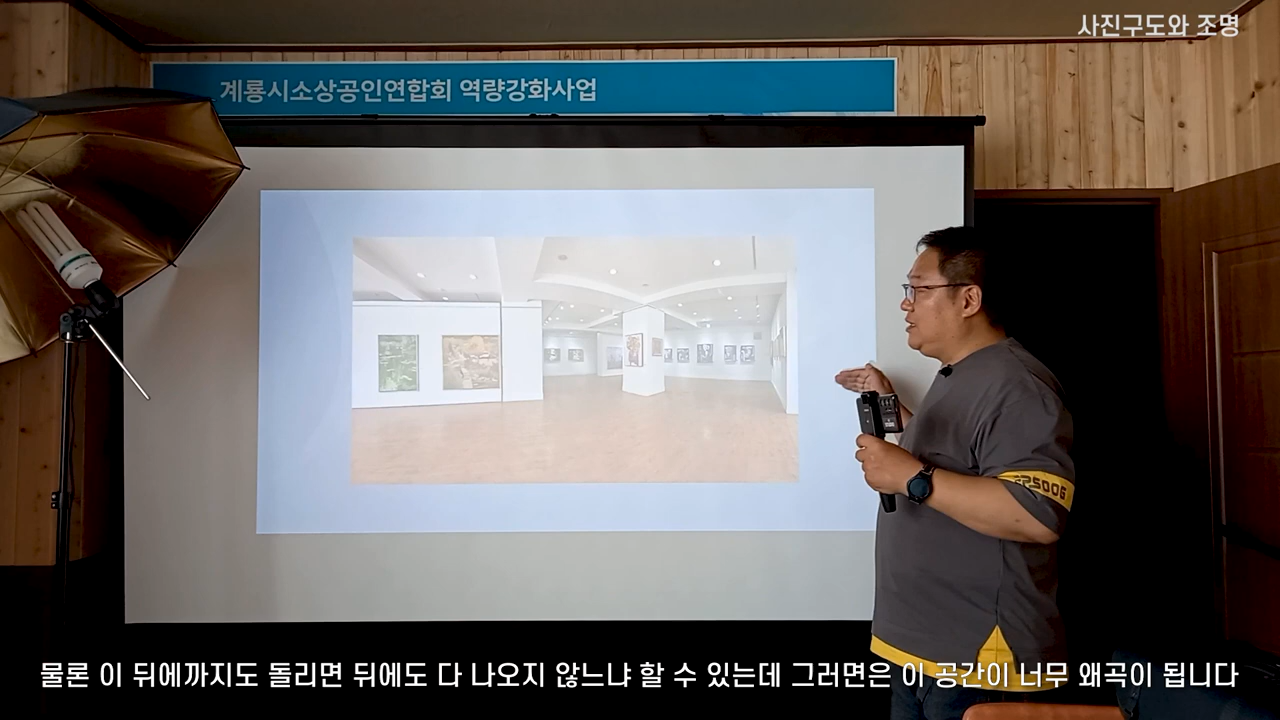 사진구도와 조명
계룡시소상공인연합회 역량강화사업
물론 이 뒤에까지도 돌리면 뒤에도 다 나오지 않느냐 할 수 있는데 그러면은 이 공간이 너무 왜곡이 됩니다